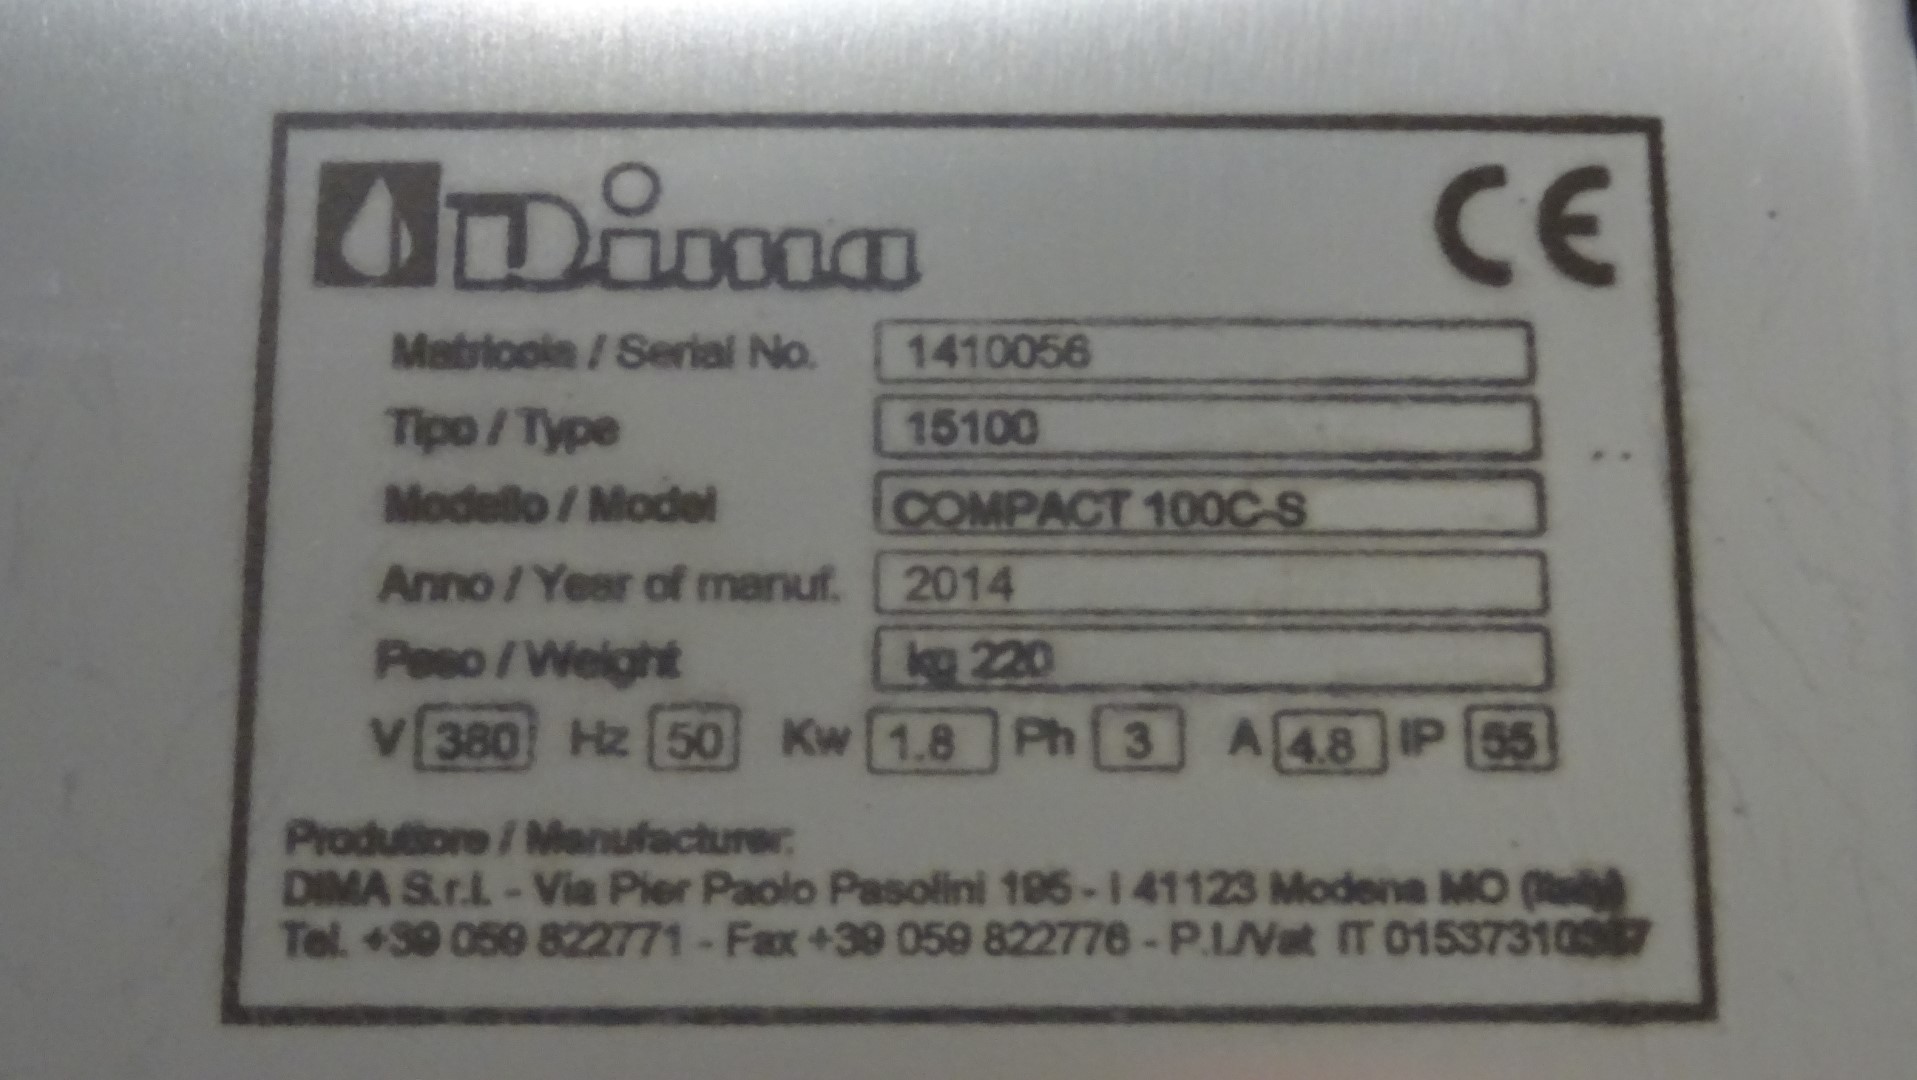 Dima CE
Matricola / Serial No. 1410056
Tipo / Type 15100
Modello / Model COMPACT 100C-S
Anno / Year of manuf. 2014
Peso / Weight kg 220
V 380 Hz 50 Kw 1.8 Ph 3 A 4.8 IP 55
Produttore / Manufacturer:
DIMA S.r.l. - Via Pier Paolo Pasolini 195 - I 41123 Modena MO (Italy)
Tel. +39 059 822771 - Fax +39 059 822776 - P.I./Vat IT